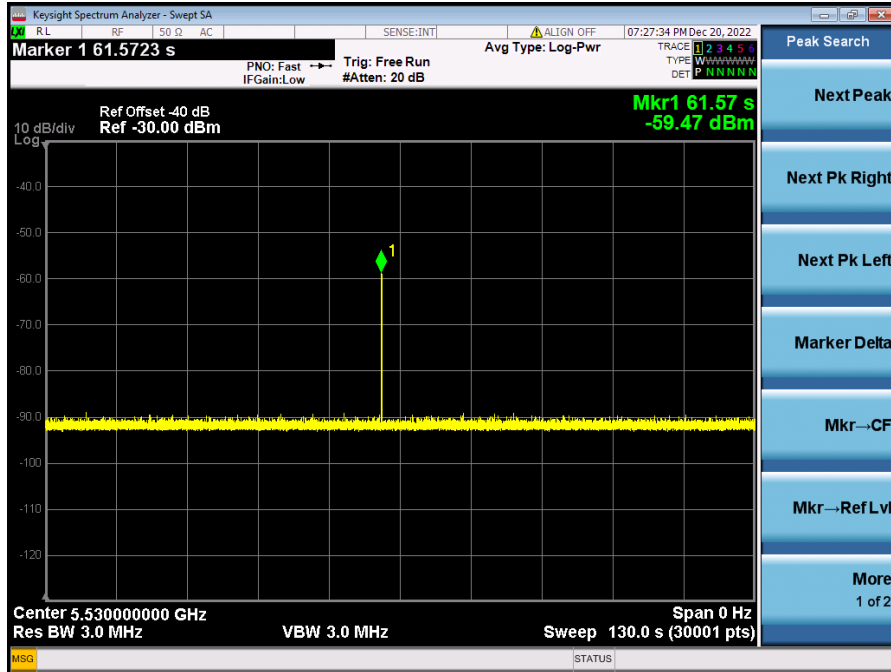 Keysight Spectrum Analyzer - Swept SA
LXI RL RF 50 Ω AC SENSE:INT ALIGN OFF 07:27:34 PM Dec 20, 2022
Marker 1 61.5723 s
PNO: Fast
IFGain:Low
Trig: Free Run
#Atten: 20 dB
Avg Type: Log-Pwr
TRACE 1 2 3 4 5 6
TYPE WWWWWW
DET P N N N N N
Ref Offset -40 dB
10 dB/div Ref -30.00 dBm
Log
Mkr1 61.57 s
-59.47 dBm
1
-40.0
-50.0
-60.0
-70.0
-80.0
-90.0
-100
-110
-120
Center 5.530000000 GHz Span 0 Hz
Res BW 3.0 MHz VBW 3.0 MHz Sweep 130.0 s (30001 pts)
MSG STATUS
Peak Search
Next Peak
Next Pk Right
Next Pk Left
Marker Delta
Mkr→CF
Mkr→Ref Lvl
More
1 of 2